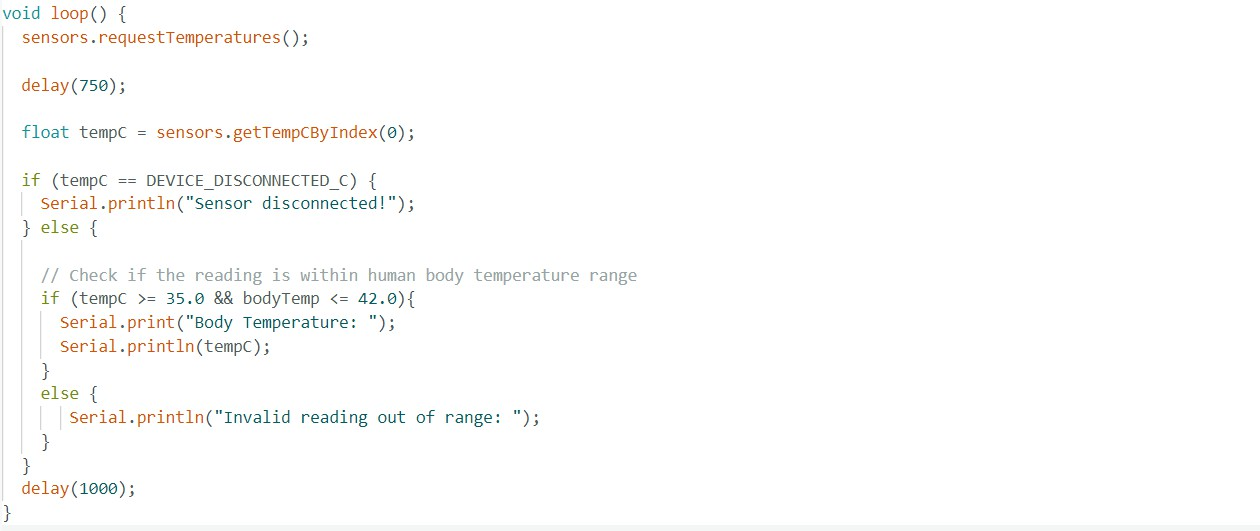 void loop() {
  sensors.requestTemperatures();
  delay(750);
  float tempC = sensors.getTempCByIndex(0);
  if (tempC == DEVICE_DISCONNECTED_C) {
    Serial.println("Sensor disconnected!");
  } else {
    // Check if the reading is within human body temperature range
    if (tempC >= 35.0 && bodyTemp <= 42.0){
      Serial.print("Body Temperature: ");
      Serial.println(tempC);
    }
    else {
       Serial.println("Invalid reading out of range: ");
    }
  }
  delay(1000);
}